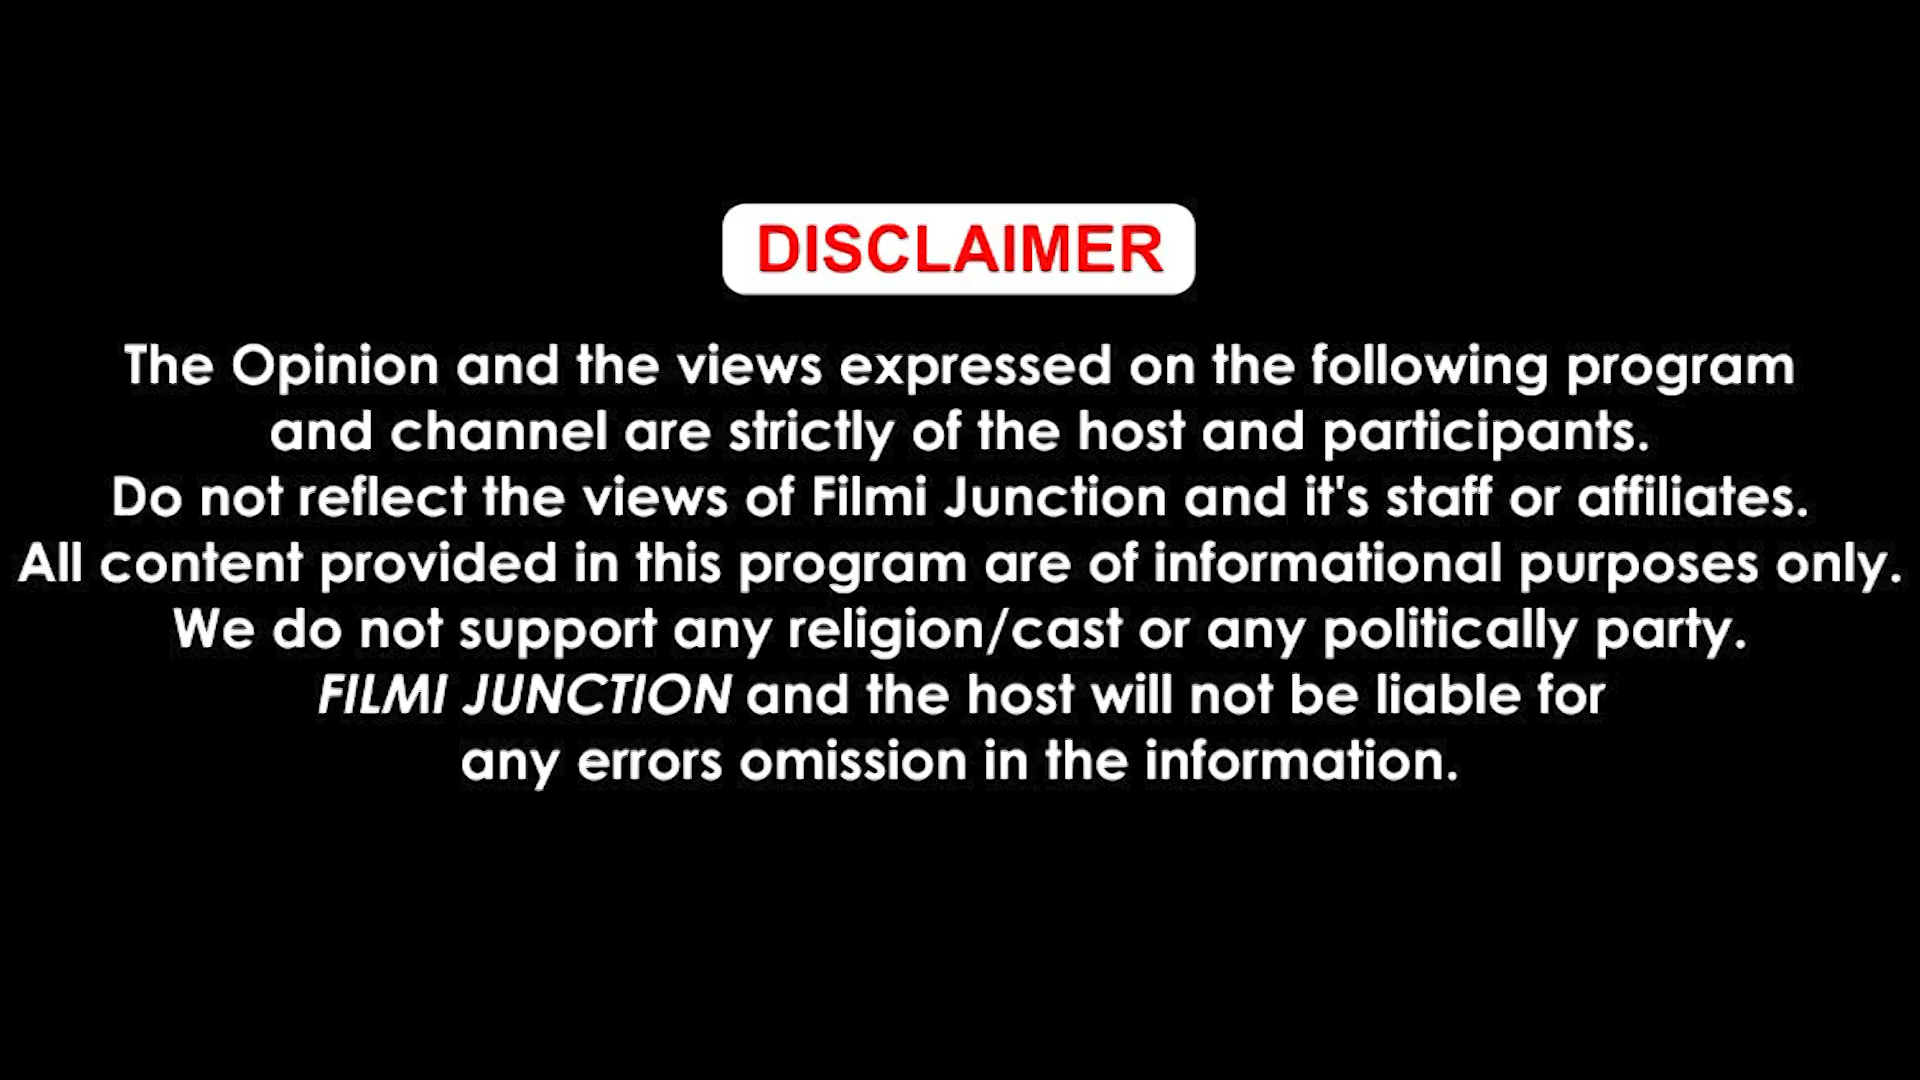 DISCLAIMER
The Opinion and the views expressed on the following program
and channel are strictly of the host and participants.
Do not reflect the views of Filmi Junction and it's staff or affiliates.
All content provided in this program are of informational purposes only.
We do not support any religion/cast or any politically party.
FILMI JUNCTION and the host will not be liable for
any errors omission in the information.